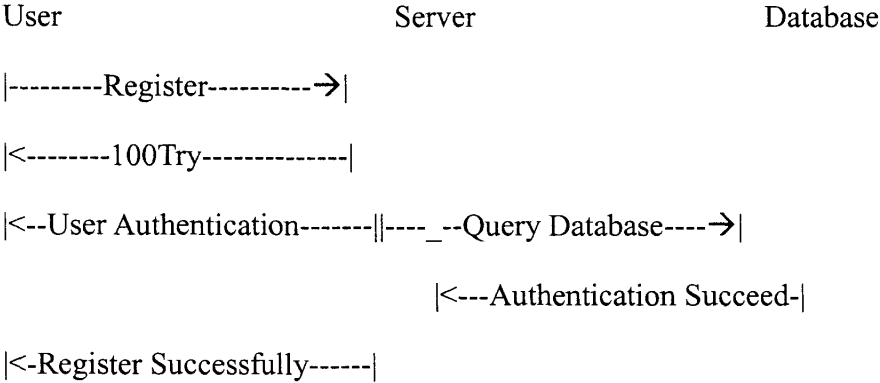 User Server Database
|---------Register-----------→|
|<--------100Try--------------|
|<--User Authentication-------||----_--Query Database----→|
|<---Authentication Succeed-|
|<-Register Successfully------|